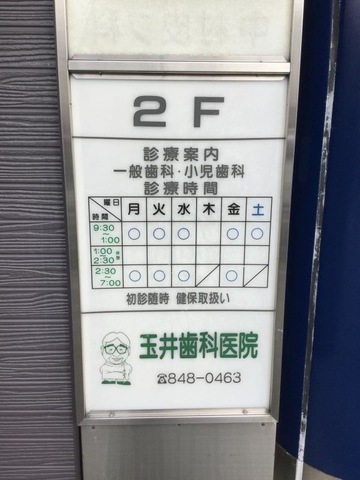 2F
診療案内
一般歯科・小児歯科
診療時間
曜日 時間 月 火 水 木 金 土
9:30～1:00 ○ ○ ○ ○ ○
1:00～2:30
2:30～7:00 ○ ○ ○ ○ ○
初診随時 健保取扱い
玉井歯科医院
☎848-0463